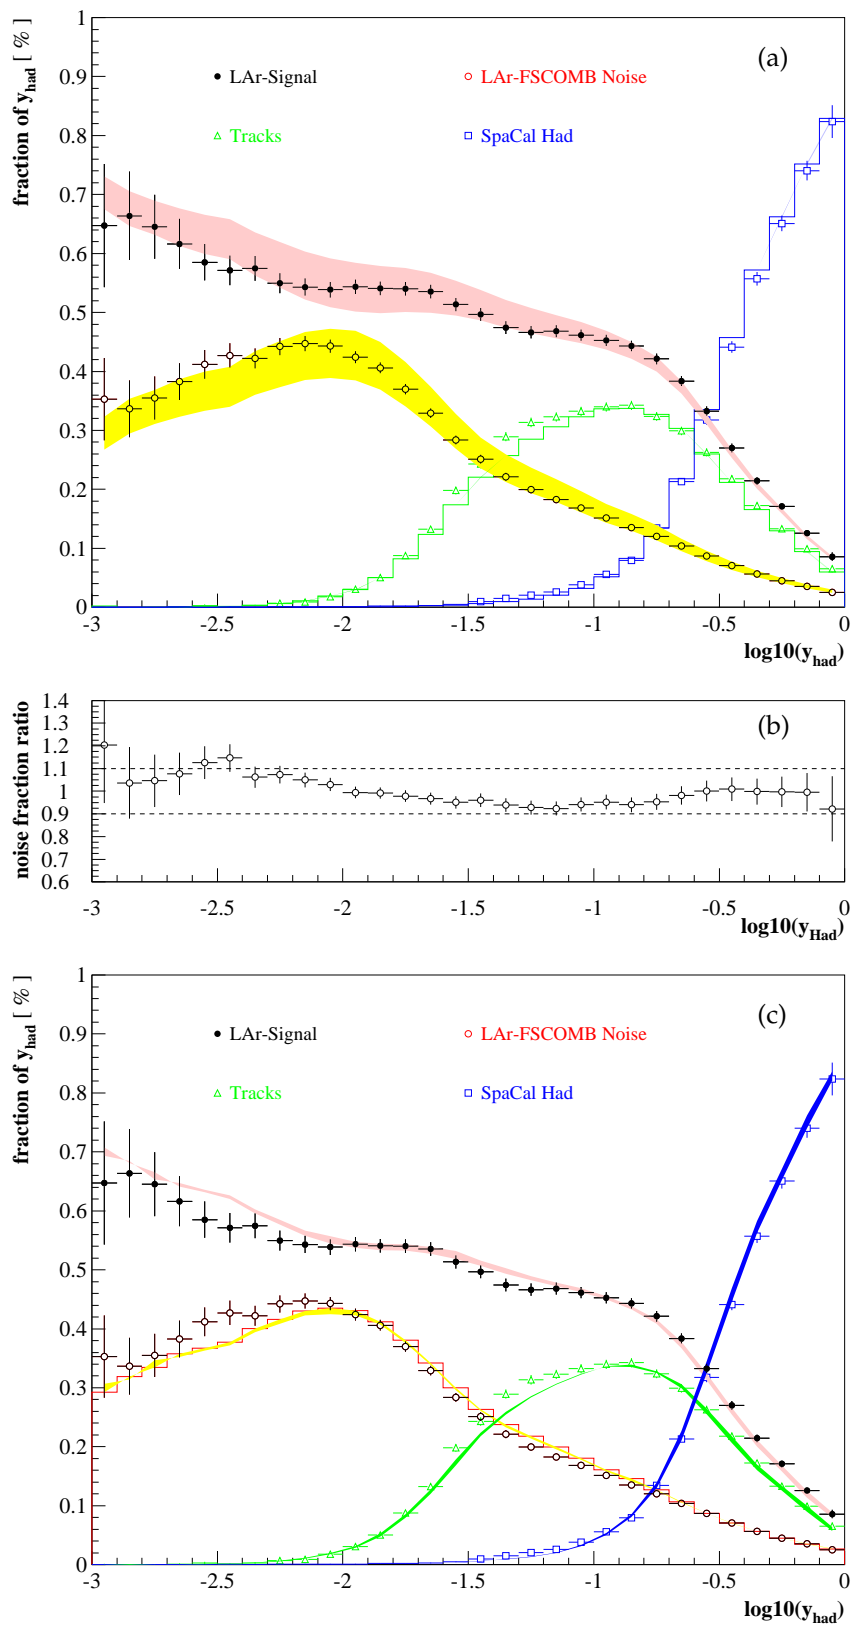 fraction of y_had [ % ]
1
0.9
0.8
0.7
0.6
0.5
0.4
0.3
0.2
0.1
0
(a)
LAr-Signal LAr-FSCOMB Noise
Tracks SpaCal Had
-3 -2.5 -2 -1.5 -1 -0.5 0
log10(y_had)
noise fraction ratio
1.4
1.3
1.2
1.1
1
0.9
0.8
0.7
0.6
(b)
-3 -2.5 -2 -1.5 -1 -0.5 0
log10(y_Had)
fraction of y_had [ % ]
1
0.9
0.8
0.7
0.6
0.5
0.4
0.3
0.2
0.1
0
(c)
LAr-Signal LAr-FSCOMB Noise
Tracks SpaCal Had
-3 -2.5 -2 -1.5 -1 -0.5 0
log10(y_had)